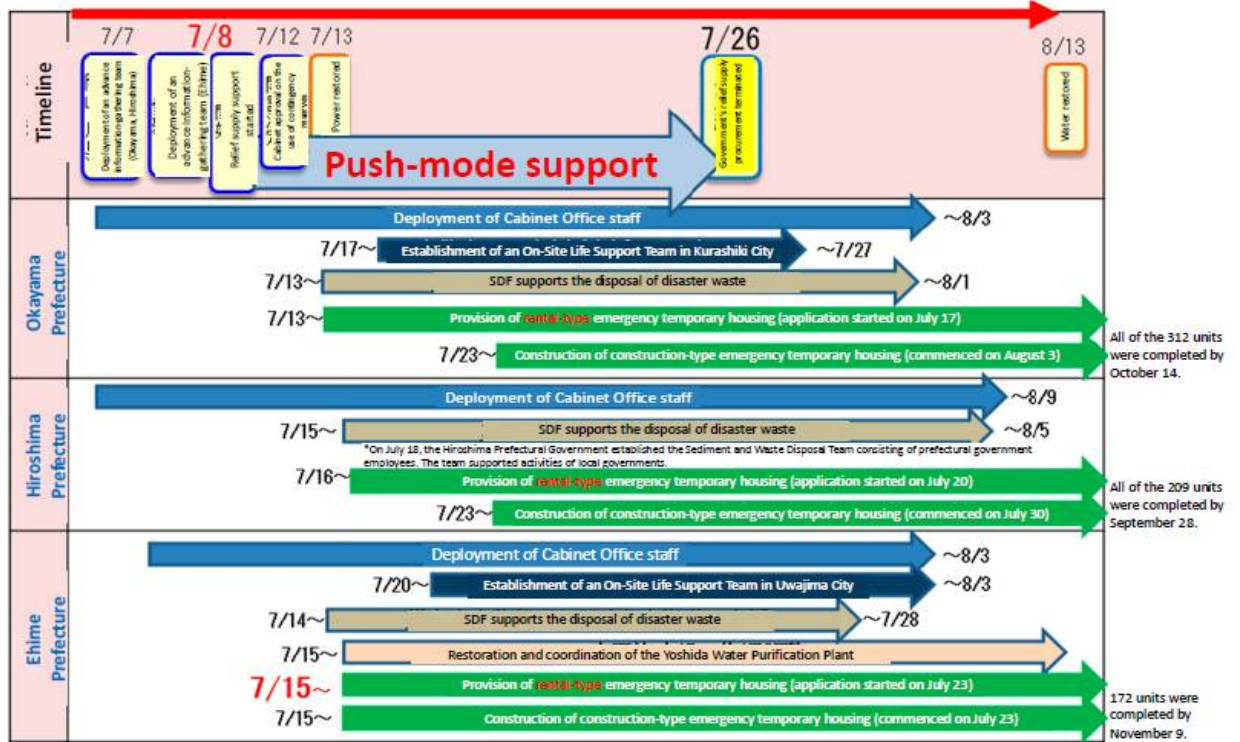 Timeline
7/7
7/8
7/12
7/13
7/26
8/13
Deployment of an advance
information-gathering team
(Okayama, Hiroshima)
Deployment of an
advance information-
gathering team (Ehime)
Relief supply support
started
Cabinet approval on the
use of contingency
reserves
Power restored
Government's relief supply
procurement terminated
Water restored
Push-mode support
Okayama
Prefecture
Deployment of Cabinet Office staff
~8/3
7/17~
Establishment of an On-Site Life Support Team in Kurashiki City
~7/27
7/13~
SDF supports the disposal of disaster waste
~8/1
7/13~
Provision of rental-type emergency temporary housing (application started on July 17)
7/23~
Construction of construction-type emergency temporary housing (commenced on August 3)
All of the 312 units
were completed by
October 14.
Hiroshima
Prefecture
Deployment of Cabinet Office staff
~8/9
7/15~
SDF supports the disposal of disaster waste
~8/5
*On July 18, the Hiroshima Prefectural Government established the Sediment and Waste Disposal Team consisting of prefectural government
employees. The team supported activities of local governments.
7/16~
Provision of rental-type emergency temporary housing (application started on July 20)
7/23~
Construction of construction-type emergency temporary housing (commenced on July 30)
All of the 209 units
were completed by
September 28.
Ehime
Prefecture
Deployment of Cabinet Office staff
~8/3
7/20~
Establishment of an On-Site Life Support Team in Uwajima City
~8/3
7/14~
SDF supports the disposal of disaster waste
~7/28
7/15~
Restoration and coordination of the Yoshida Water Purification Plant
7/15~
Provision of rental-type emergency temporary housing (application started on July 23)
7/15~
Construction of construction-type emergency temporary housing (commenced on July 23)
172 units were
completed by
November 9.